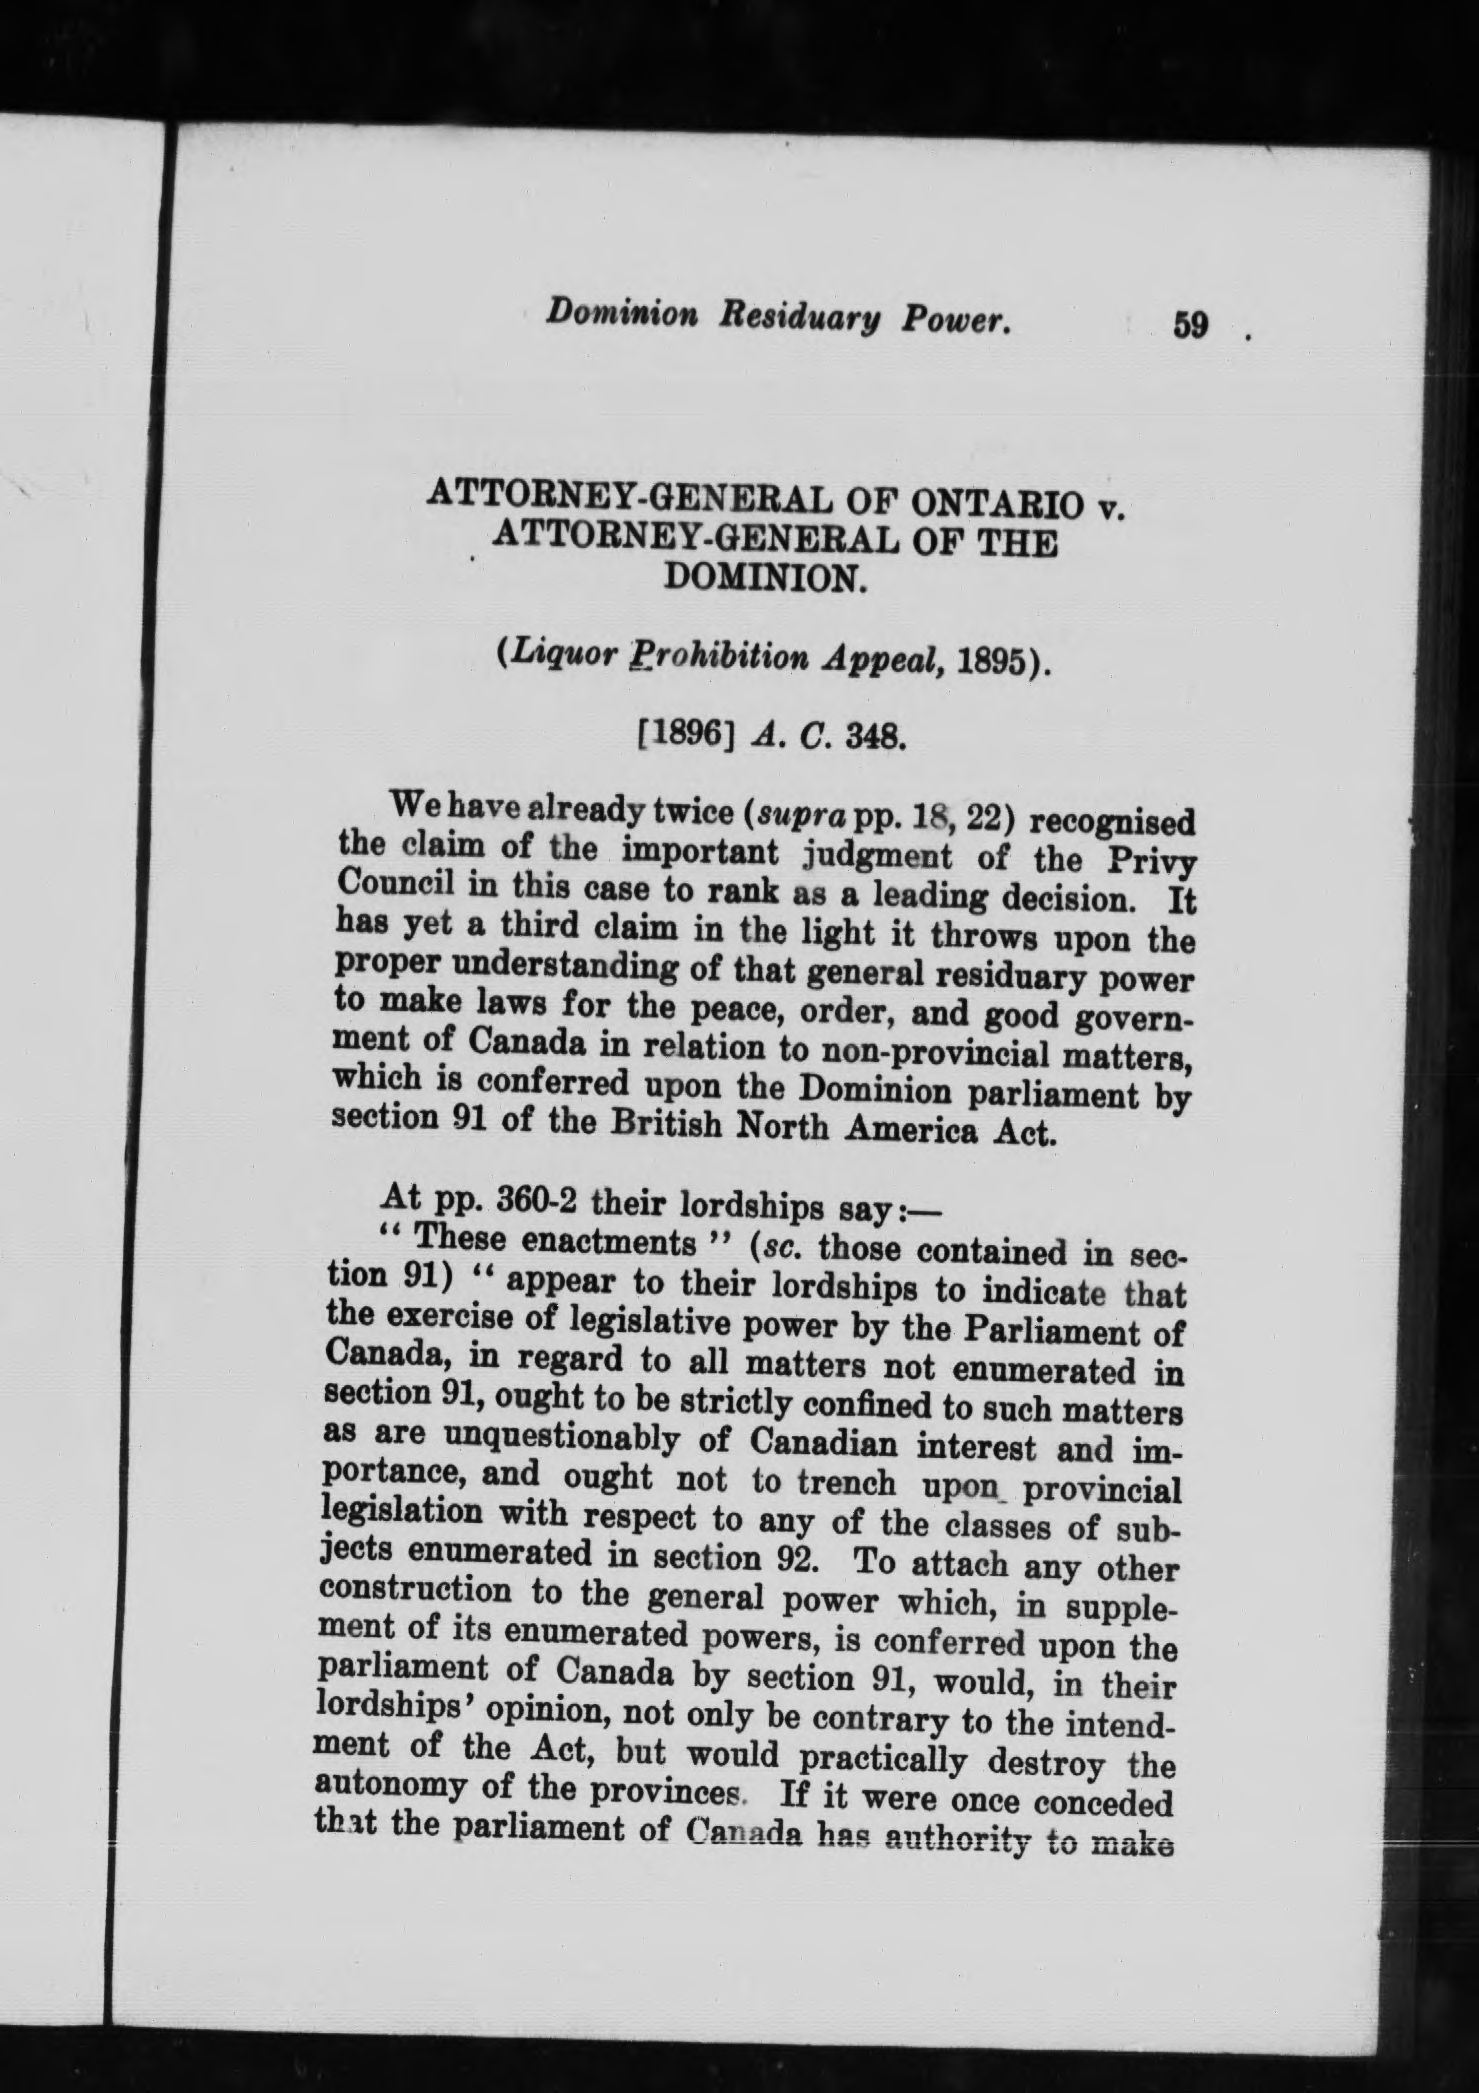 Dominion Residuary Power. 59
ATTORNEY-GENERAL OF ONTARIO v.
ATTORNEY-GENERAL OF THE
DOMINION.
(Liquor Prohibition Appeal, 1895).
[1896] A. C. 348.
We have already twice (supra pp. 18, 22) recognised
the claim of the important judgment of the Privy
Council in this case to rank as a leading decision. It
has yet a third claim in the light it throws upon the
proper understanding of that general residuary power
to make laws for the peace, order, and good govern-
ment of Canada in relation to non-provincial matters,
which is conferred upon the Dominion parliament by
section 91 of the British North America Act.
At pp. 360-2 their lordships say:—
“ These enactments ” (sc. those contained in sec-
tion 91) “ appear to their lordships to indicate that
the exercise of legislative power by the Parliament of
Canada, in regard to all matters not enumerated in
section 91, ought to be strictly confined to such matters
as are unquestionably of Canadian interest and im-
portance, and ought not to trench upon provincial
legislation with respect to any of the classes of sub-
jects enumerated in section 92. To attach any other
construction to the general power which, in supple-
ment of its enumerated powers, is conferred upon the
parliament of Canada by section 91, would, in their
lordships’ opinion, not only be contrary to the intend-
ment of the Act, but would practically destroy the
autonomy of the provinces. If it were once conceded
that the parliament of Canada has authority to make